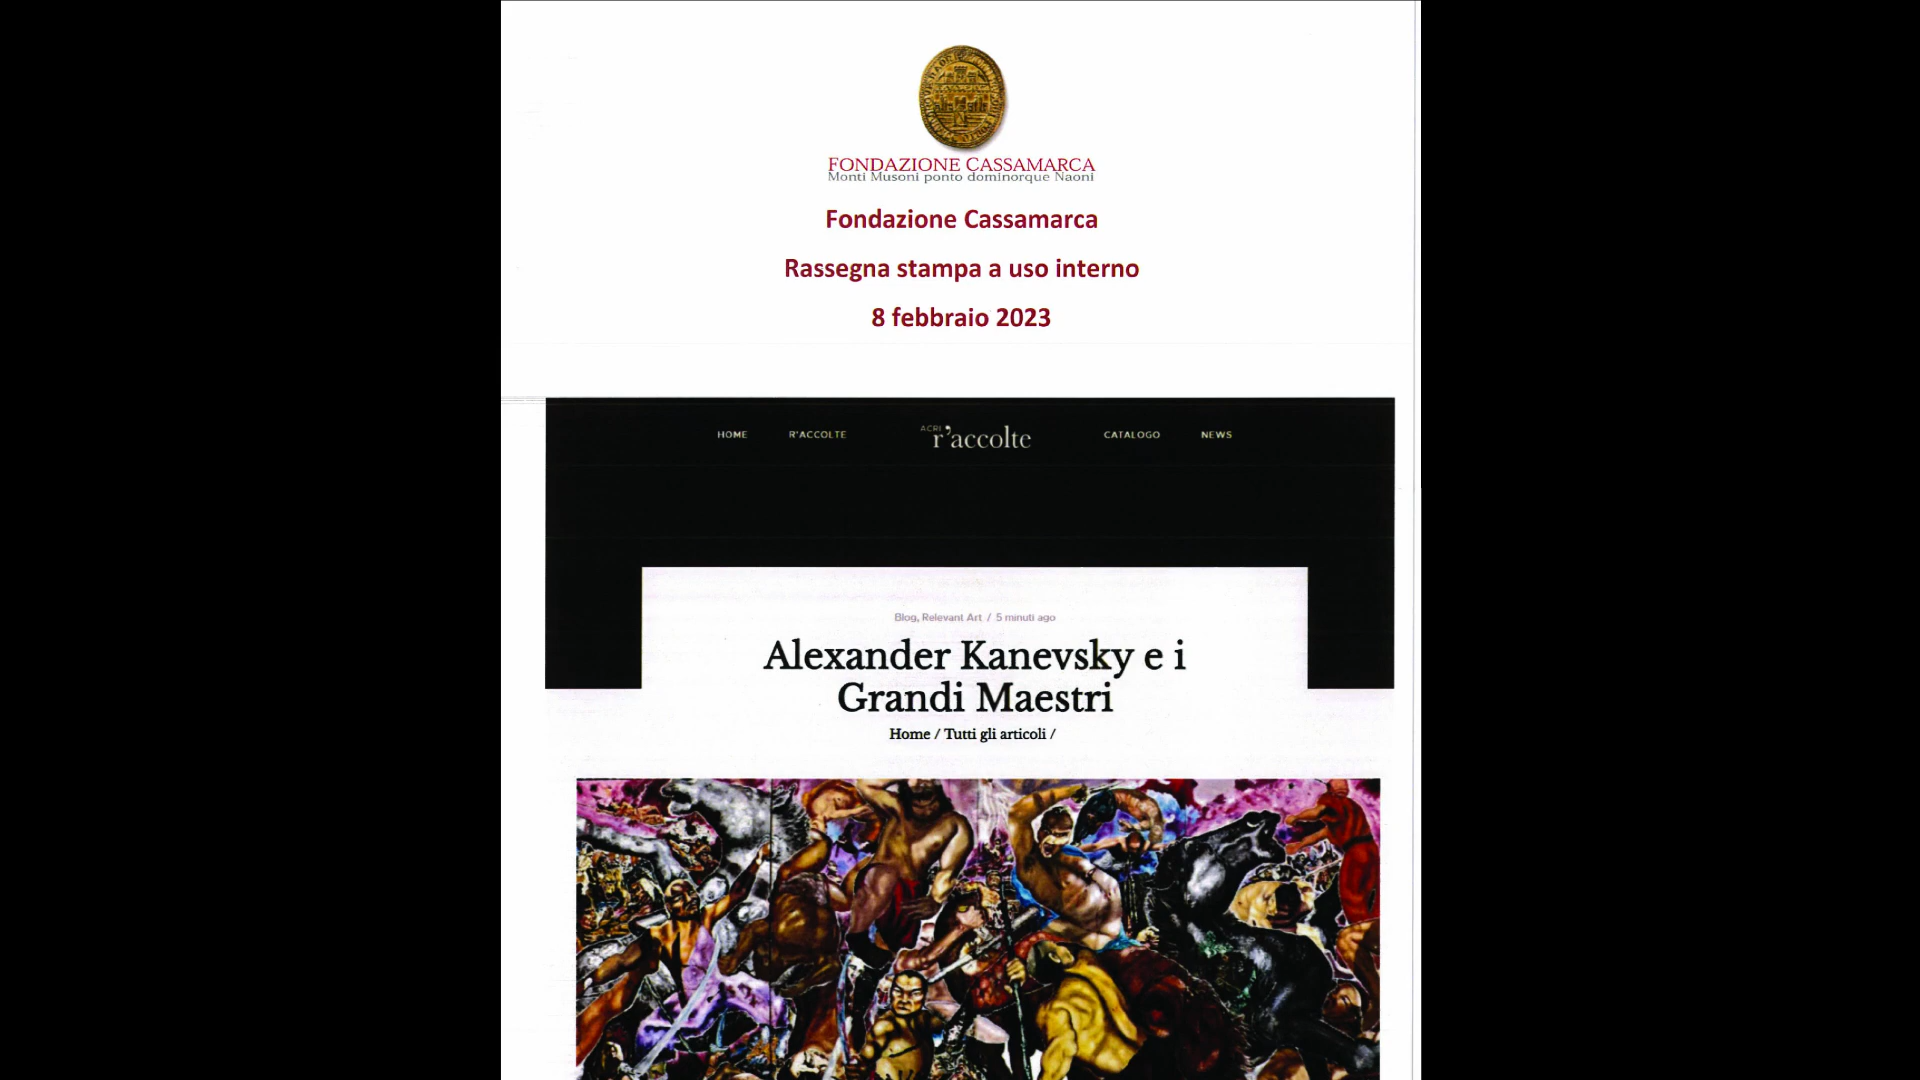 FONDAZIONE CASSAMARCA
Monti Musoni ponto dominorque Naoni
Fondazione Cassamarca
Rassegna stampa a uso interno
8 febbraio 2023
HOME
R'ACCOLTE
ACRI
r'accolte
CATALOGO
NEWS
Blog, Relevant Art / 5 minuti ago
Alexander Kanevsky e i
Grandi Maestri
Home / Tutti gli articoli /